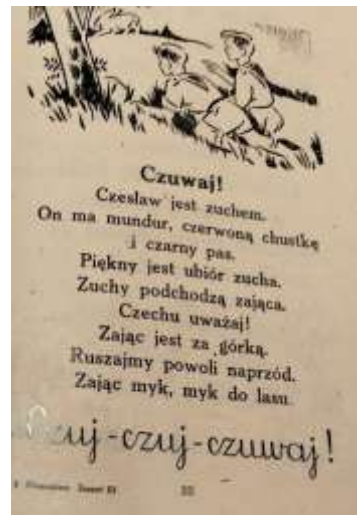 Czuwaj!
Czesław jest zuchem.
On ma mundur, czerwoną chustkę
i czarny pas.
Piękny jest ubiór zucha.
Zuchy podchodzą zająca.
Czechu uważaj!
Zając jest za górką.
Ruszajmy powoli naprzód.
Zając myk, myk do lasu
Czuj-czuj-czuwaj!